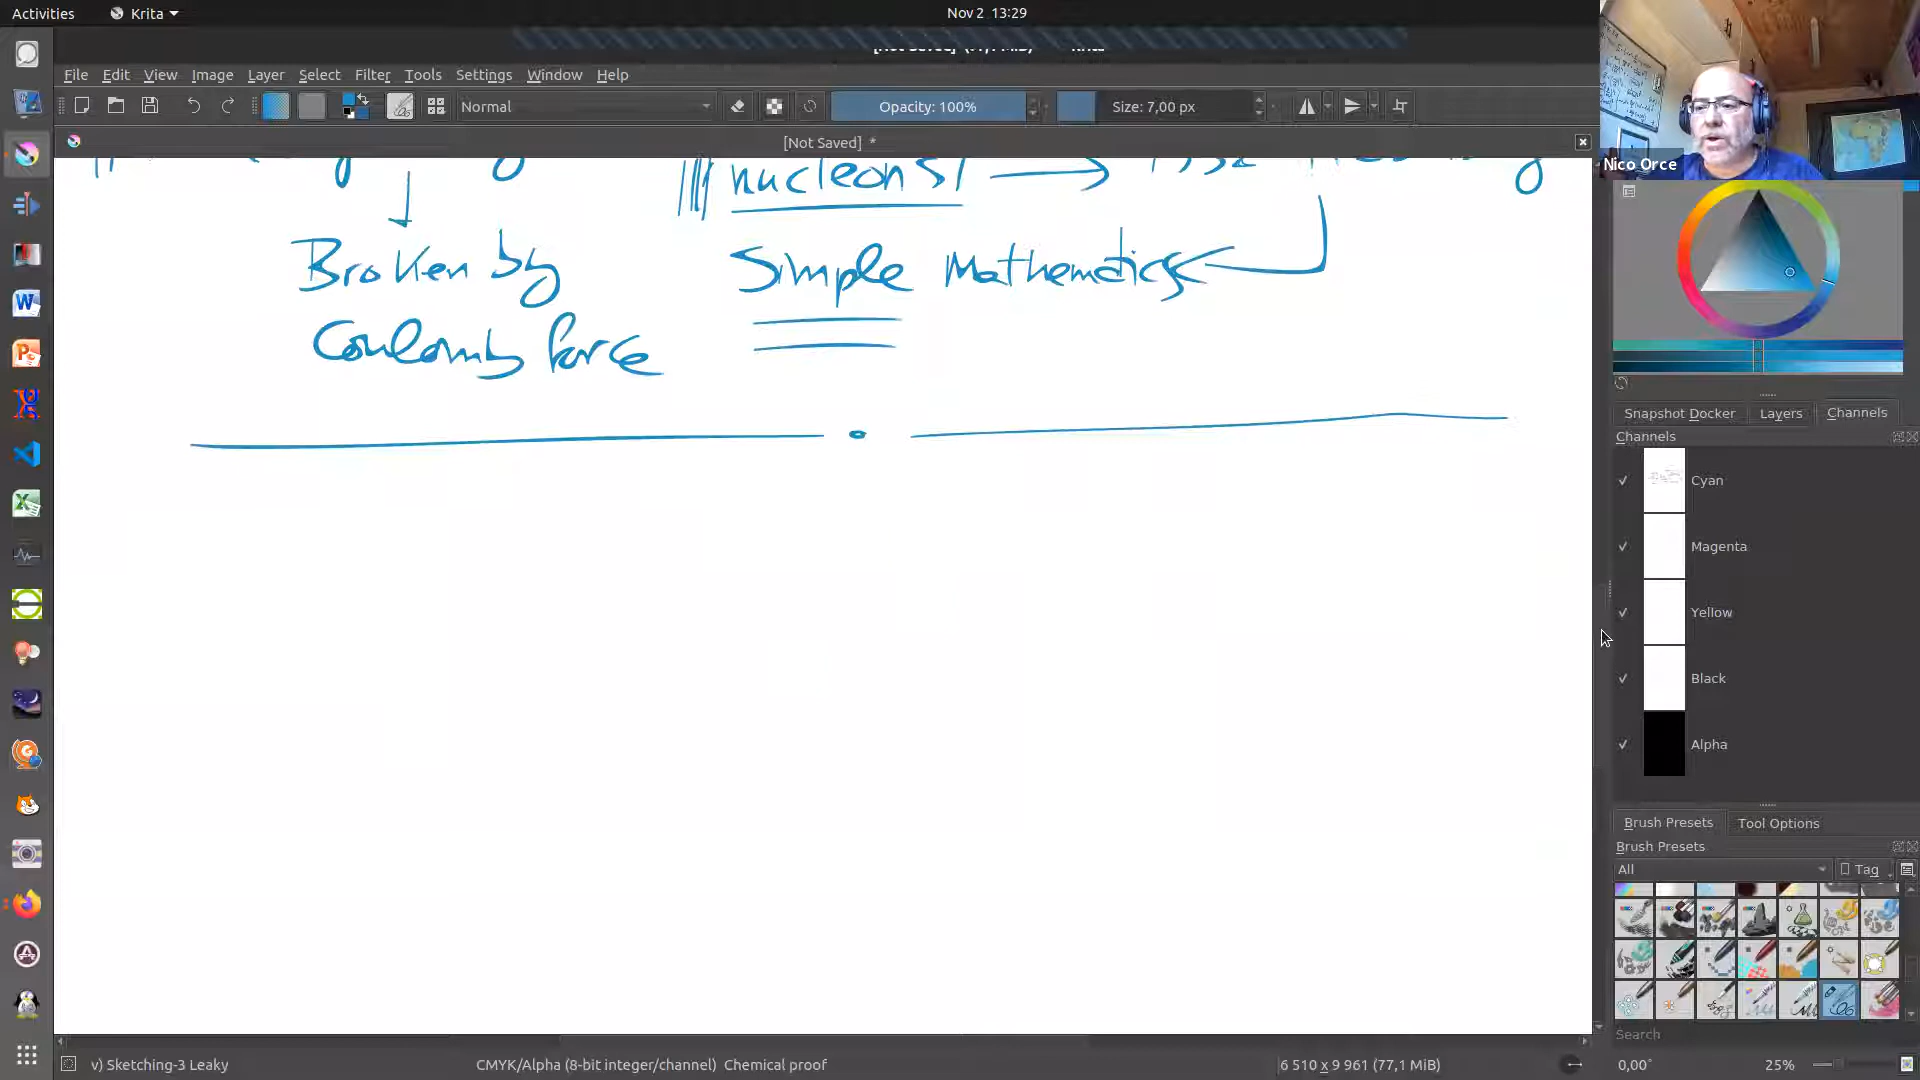 Activities
Krita
Nov 2 13:29
File Edit View Image Layer Select Filter Tools Settings Window Help
Normal
Opacity: 100%
Size: 7,00 px
[Not Saved] *
Nico Orce
nucleons)
Broken by
Coulomb force
Simple Mathematics
Snapshot Docker
Layers
Channels
Channels
Cyan
Magenta
Yellow
Black
Alpha
Brush Presets
Tool Options
Brush Presets
All
Tag
Search
v) Sketching-3 Leaky
CMYK/Alpha (8-bit integer/channel) Chemical proof
6 510 x 9 961 (77,1 MiB)
0,00°
25%